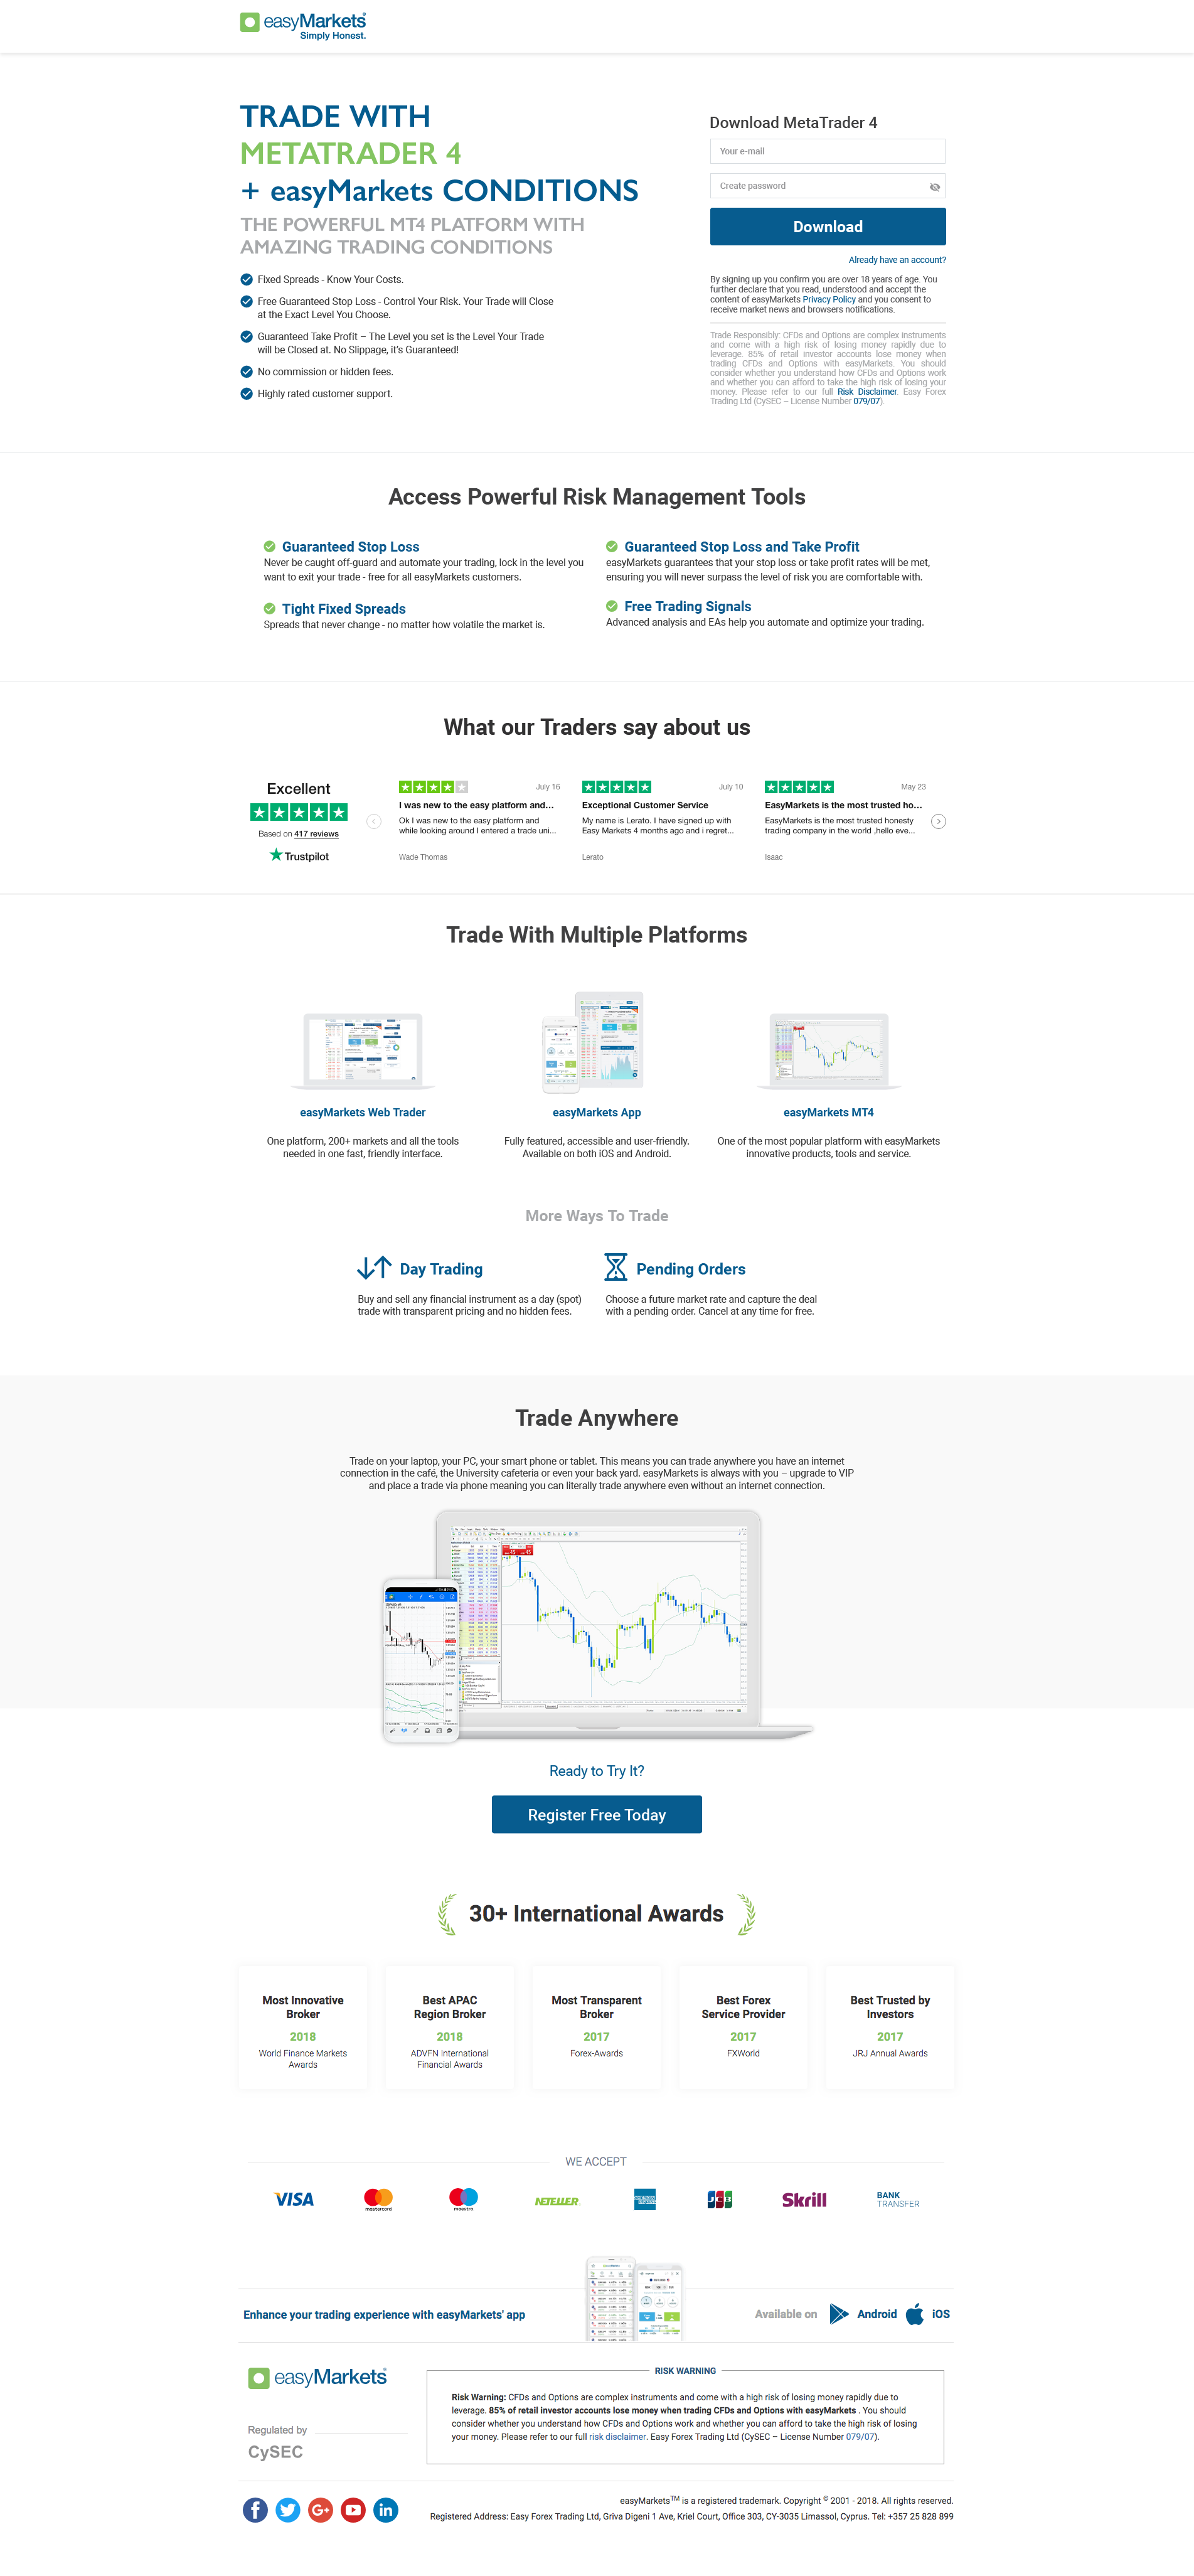 easyMarkets
Simply Honest.
TRADE WITH
METATRADER 4
+ easyMarkets CONDITIONS
THE POWERFUL MT4 PLATFORM WITH
AMAZING TRADING CONDITIONS
Fixed Spreads - Know Your Costs.
Free Guaranteed Stop Loss - Control Your Risk. Your Trade will Close
at the Exact Level You Choose.
Guaranteed Take Profit – The Level you set is the Level Your Trade
will be Closed at. No Slippage, it's Guaranteed!
No commission or hidden fees.
Highly rated customer support.
Download MetaTrader 4
Your e-mail
Create password
Download
Already have an account?
By signing up you confirm you are over 18 years of age. You
further declare that you read, understood and accept the
content of easyMarkets Privacy Policy and you consent to
receive market news and browsers notifications.
Trade Responsibly: CFDs and Options are complex instruments
and come with a high risk of losing money rapidly due to
leverage. 85% of retail investor accounts lose money when
trading CFDs and Options with easyMarkets. You should
consider whether you understand how CFDs and Options work
and whether you can afford to take the high risk of losing your
money. Please refer to our full Risk Disclaimer. Easy Forex
Trading Ltd (CySEC – License Number 079/07).
Access Powerful Risk Management Tools
Guaranteed Stop Loss
Never be caught off-guard and automate your trading, lock in the level you
want to exit your trade - free for all easyMarkets customers.
Guaranteed Stop Loss and Take Profit
easyMarkets guarantees that your stop loss or take profit rates will be met,
ensuring you will never surpass the level of risk you are comfortable with.
Tight Fixed Spreads
Spreads that never change - no matter how volatile the market is.
Free Trading Signals
Advanced analysis and EAs help you automate and optimize your trading.
What our Traders say about us
Excellent
Based on 417 reviews
Trustpilot
July 16
I was new to the easy platform and...
Ok I was new to the easy platform and
while looking around I entered a trade uni...
Wade Thomas
July 10
Exceptional Customer Service
My name is Lerato. I have signed up with
Easy Markets 4 months ago and i regret...
Lerato
May 23
EasyMarkets is the most trusted ho...
EasyMarkets is the most trusted honesty
trading company in the world ,hello eve...
Isaac
Trade With Multiple Platforms
easyMarkets Web Trader
One platform, 200+ markets and all the tools
needed in one fast, friendly interface.
easyMarkets App
Fully featured, accessible and user-friendly.
Available on both iOS and Android.
easyMarkets MT4
One of the most popular platform with easyMarkets
innovative products, tools and service.
More Ways To Trade
Day Trading
Buy and sell any financial instrument as a day (spot)
trade with transparent pricing and no hidden fees.
Pending Orders
Choose a future market rate and capture the deal
with a pending order. Cancel at any time for free.
Trade Anywhere
Trade on your laptop, your PC, your smart phone or tablet. This means you can trade anywhere you have an internet
connection in the café, the University cafeteria or even your back yard. easyMarkets is always with you – upgrade to VIP
and place a trade via phone meaning you can literally trade anywhere even without an internet connection.
Ready to Try It?
Register Free Today
30+ International Awards
Most Innovative
Broker
2018
World Finance Markets
Awards
Best APAC
Region Broker
2018
ADVFN International
Financial Awards
Most Transparent
Broker
2017
Forex-Awards
Best Forex
Service Provider
2017
FXWorld
Best Trusted by
Investors
2017
JRJ Annual Awards
WE ACCEPT
VISA
mastercard
maestro
NETELLER
JCB
Skrill
BANK
TRANSFER
Enhance your trading experience with easyMarkets' app
Available on
Android
iOS
easyMarkets
Regulated by
CySEC
RISK WARNING
Risk Warning: CFDs and Options are complex instruments and come with a high risk of losing money rapidly due to
leverage. 85% of retail investor accounts lose money when trading CFDs and Options with easyMarkets . You should
consider whether you understand how CFDs and Options work and whether you can afford to take the high risk of losing
your money. Please refer to our full risk disclaimer. Easy Forex Trading Ltd (CySEC – License Number 079/07).
easyMarkets™ is a registered trademark. Copyright © 2001 - 2018. All rights reserved.
Registered Address: Easy Forex Trading Ltd, Griva Digeni 1 Ave, Kriel Court, Office 303, CY-3035 Limassol, Cyprus. Tel: +357 25 828 899